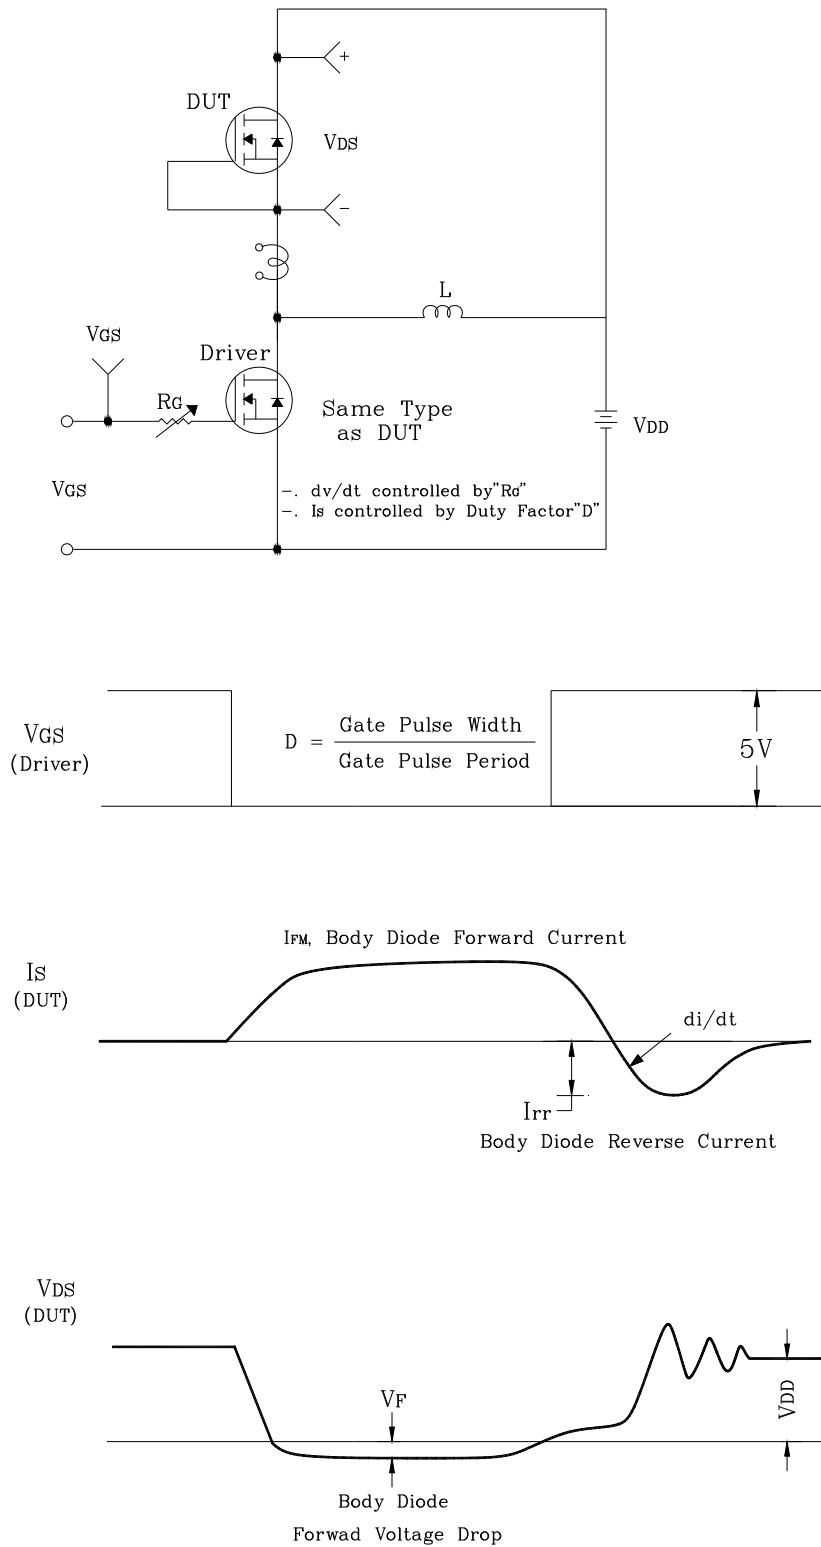 +
DUT
VDS
−
L
VGS
Driver
RG
Same Type
as DUT
VDD
VGS
−. dv/dt controlled by"RG"
−. Is controlled by Duty Factor"D"
VGS
(Driver)
D = Gate Pulse Width
Gate Pulse Period
5V
IFM, Body Diode Forward Current
IS
(DUT)
di/dt
Irr
Body Diode Reverse Current
VDS
(DUT)
VF
VDD
Body Diode
Forwad Voltage Drop